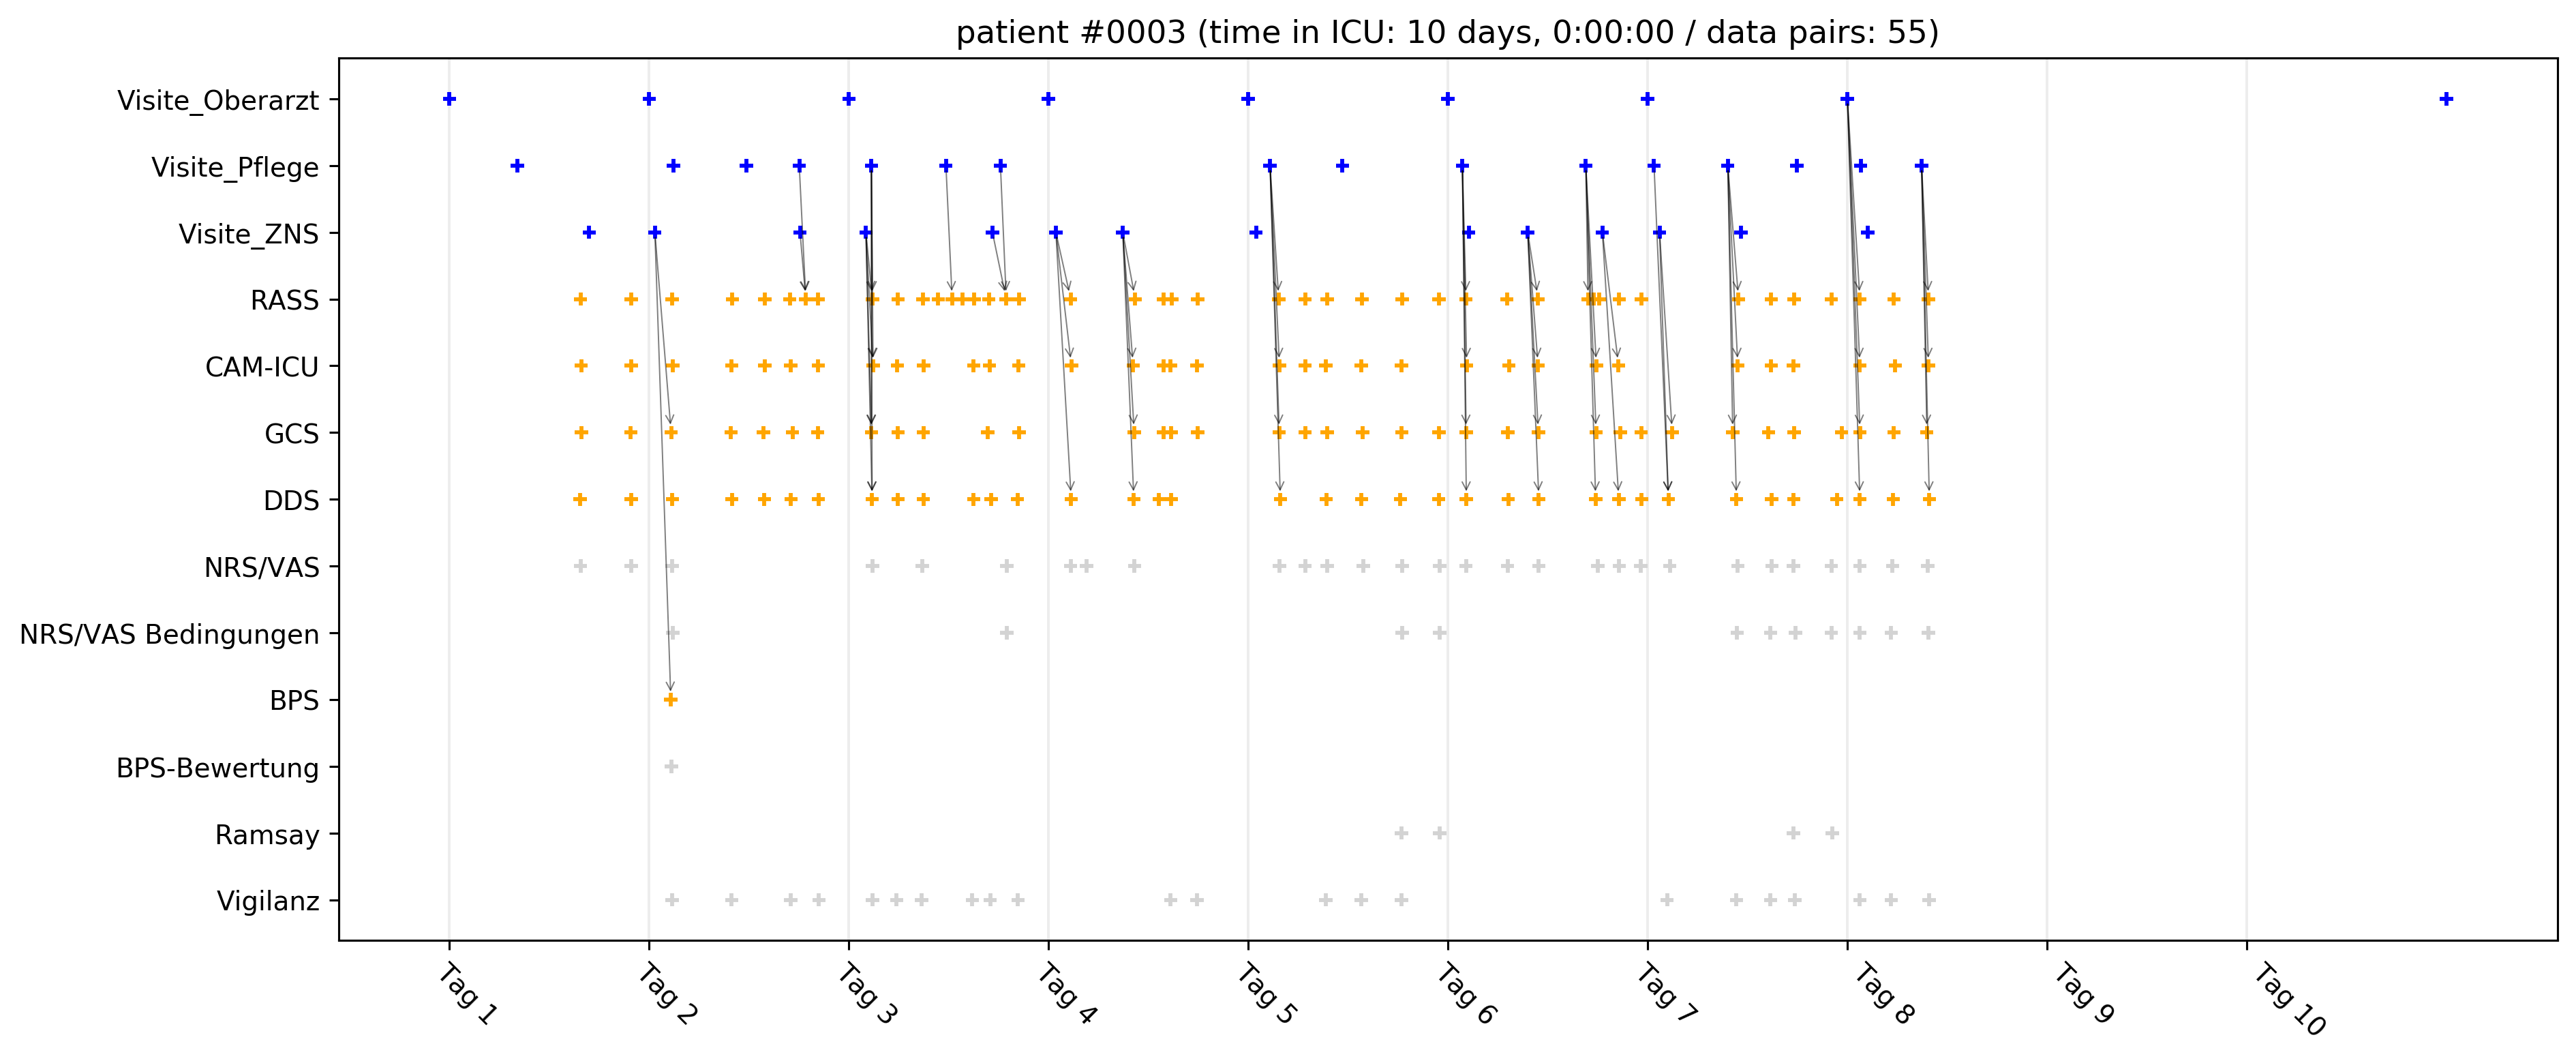 patient #0003 (time in ICU: 10 days, 0:00:00 / data pairs: 55)
Visite_Oberarzt
Visite_Pflege
Visite_ZNS
RASS
CAM-ICU
GCS
DDS
NRS/VAS
NRS/VAS Bedingungen
BPS
BPS-Bewertung
Ramsay
Vigilanz
Tag 1
Tag 2
Tag 3
Tag 4
Tag 5
Tag 6
Tag 7
Tag 8
Tag 9
Tag 10